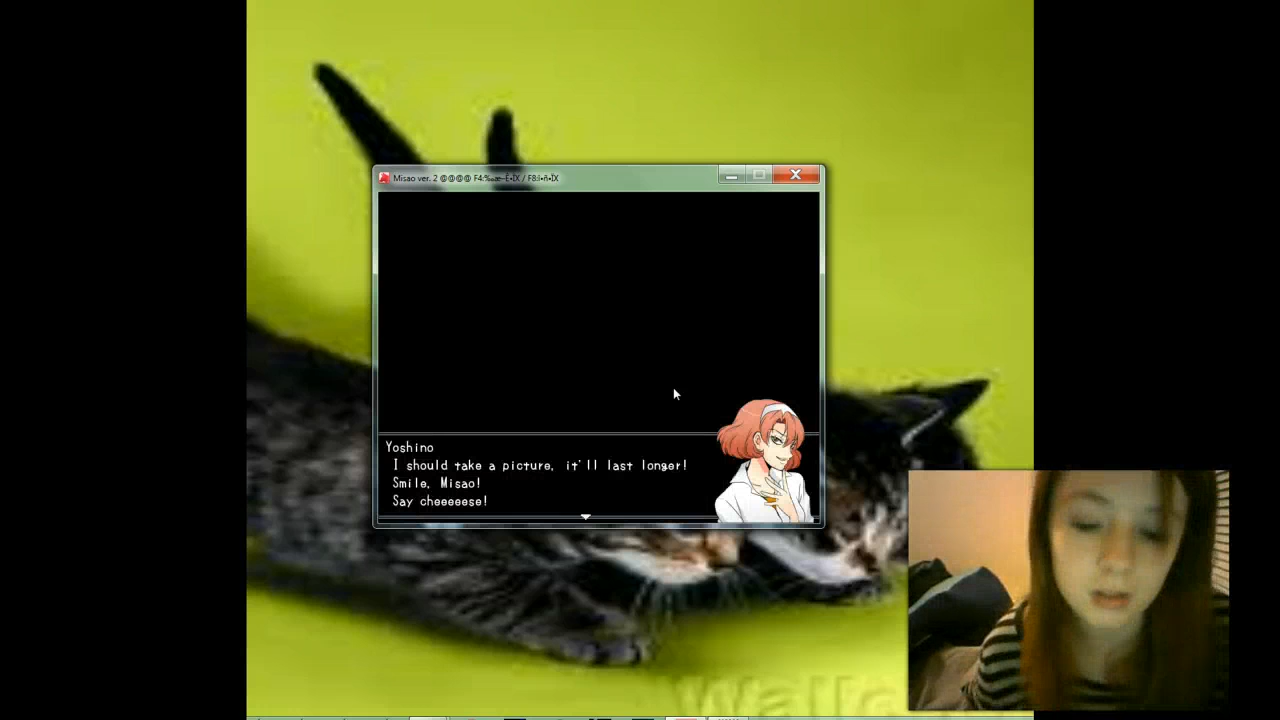 Misao ver. 2 @@@@
Yoshino
I should take a picture, it'll last longer!
Smile, Misao!
Say cheeeeese!